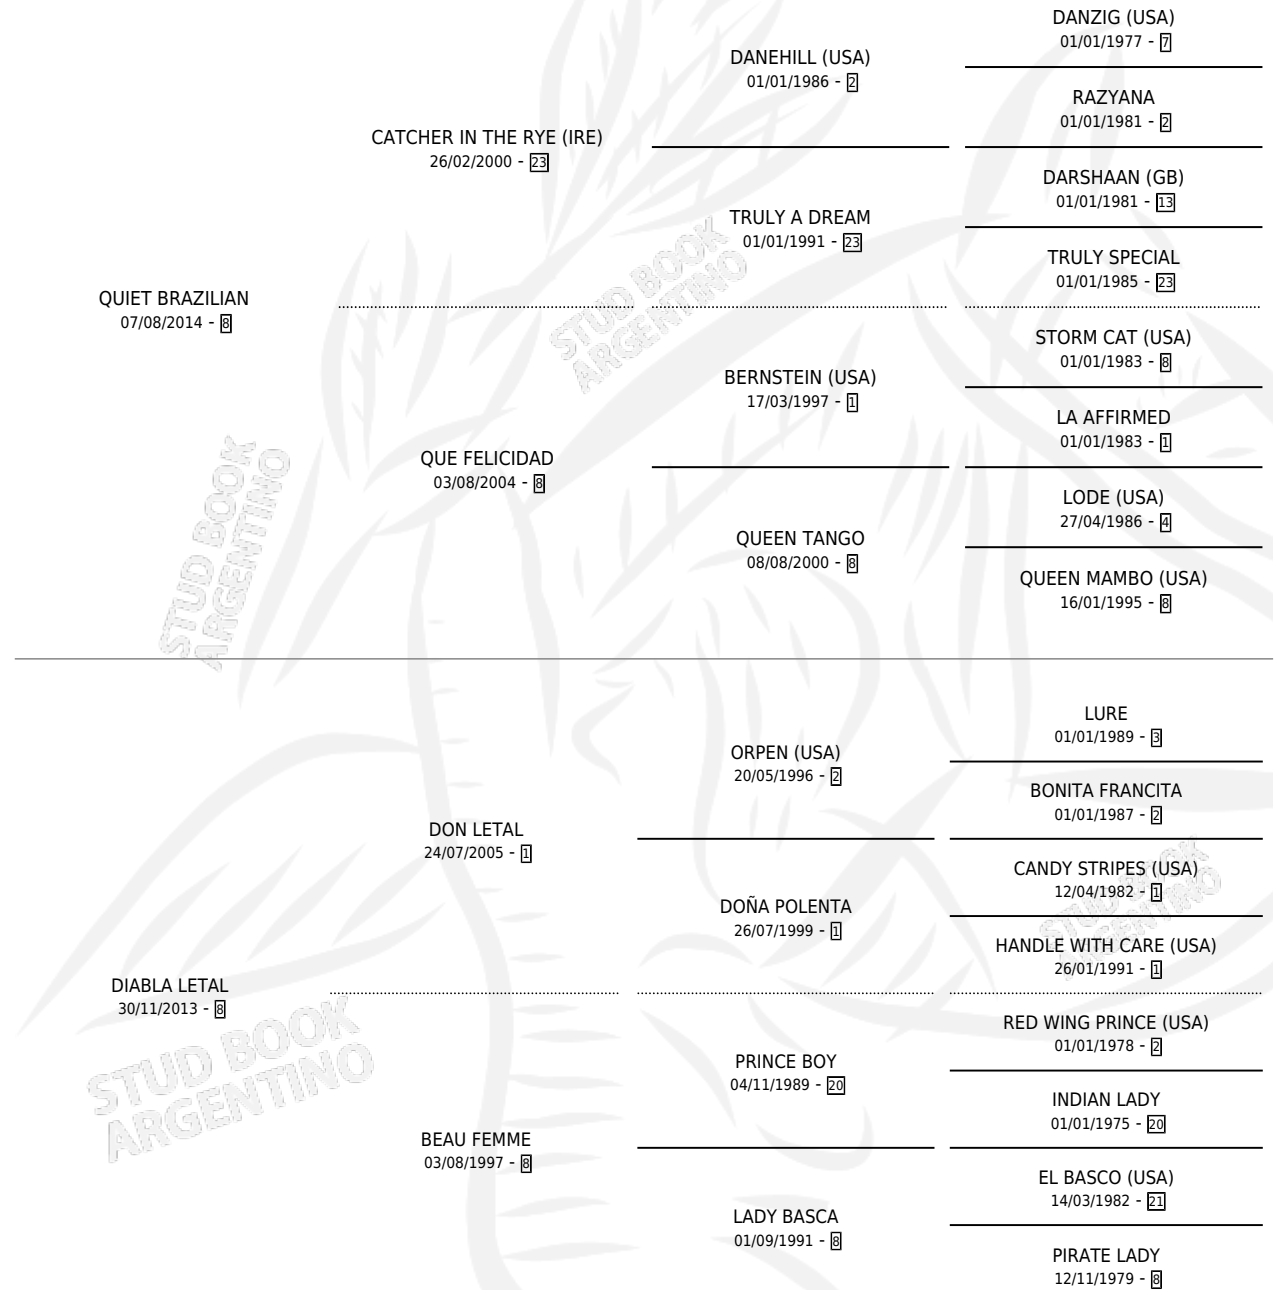 DANZIG (USA)
01/01/1977 - 7
DANEHILL (USA)
01/01/1986 - 2
RAZYANA
01/01/1981 - 2
CATCHER IN THE RYE (IRE)
26/02/2000 - 23
DARSHAAN (GB)
01/01/1981 - 13
TRULY A DREAM
01/01/1991 - 23
TRULY SPECIAL
01/01/1985 - 23
QUIET BRAZILIAN
07/08/2014 - 8
STORM CAT (USA)
01/01/1983 - 8
BERNSTEIN (USA)
17/03/1997 - 1
LA AFFIRMED
01/01/1983 - 1
QUE FELICIDAD
03/08/2004 - 8
LODE (USA)
27/04/1986 - 4
QUEEN TANGO
08/08/2000 - 8
QUEEN MAMBO (USA)
16/01/1995 - 8
STUD BOOK
ARGENTINO
STUD BOOK
ARGENTINO
LURE
01/01/1989 - 3
ORPEN (USA)
20/05/1996 - 2
BONITA FRANCITA
01/01/1987 - 2
DON LETAL
24/07/2005 - 1
CANDY STRIPES (USA)
12/04/1982 - 1
DOÑA POLENTA
26/07/1999 - 1
HANDLE WITH CARE (USA)
26/01/1991 - 1
DIABLA LETAL
30/11/2013 - 8
RED WING PRINCE (USA)
01/01/1978 - 2
PRINCE BOY
04/11/1989 - 20
INDIAN LADY
01/01/1975 - 20
BEAU FEMME
03/08/1997 - 8
EL BASCO (USA)
14/03/1982 - 21
LADY BASCA
01/09/1991 - 8
PIRATE LADY
12/11/1979 - 8
STUD BOOK
ARGENTINO
STUD BOOK
ARGENTINO